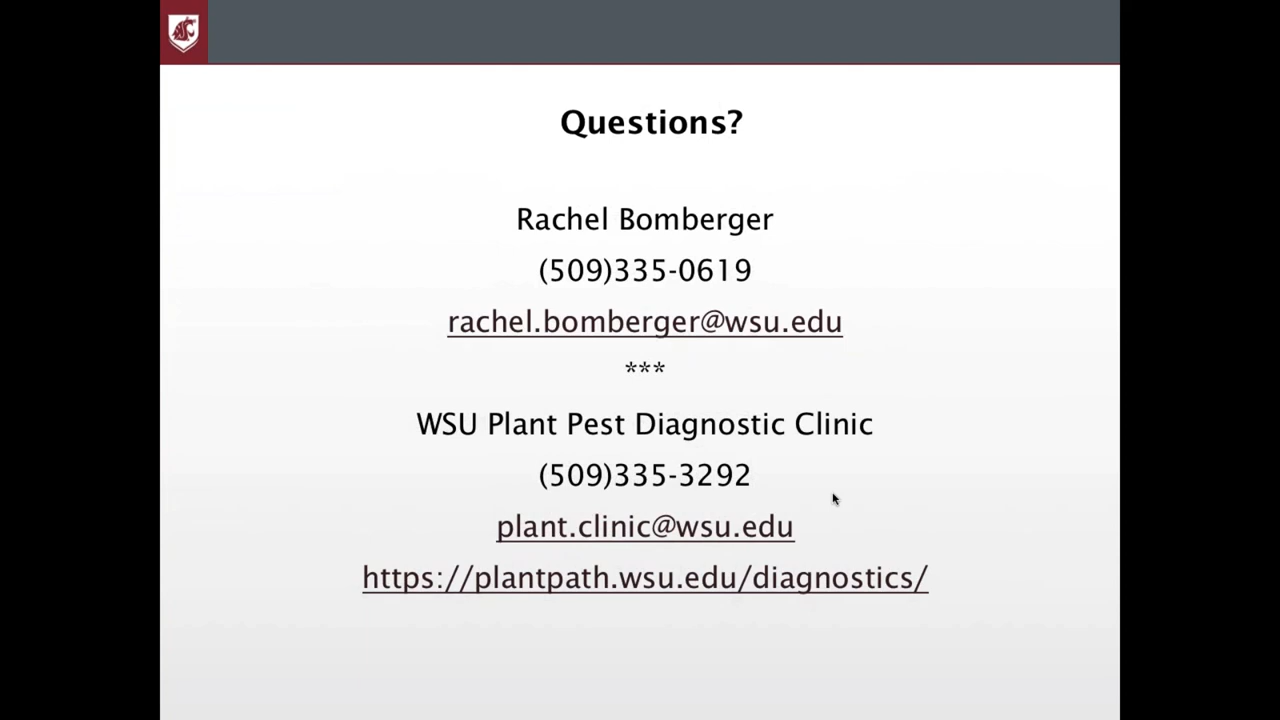 Questions?
Rachel Bomberger
(509)335-0619
rachel.bomberger@wsu.edu
***
WSU Plant Pest Diagnostic Clinic
(509)335-3292
plant.clinic@wsu.edu
https://plantpath.wsu.edu/diagnostics/